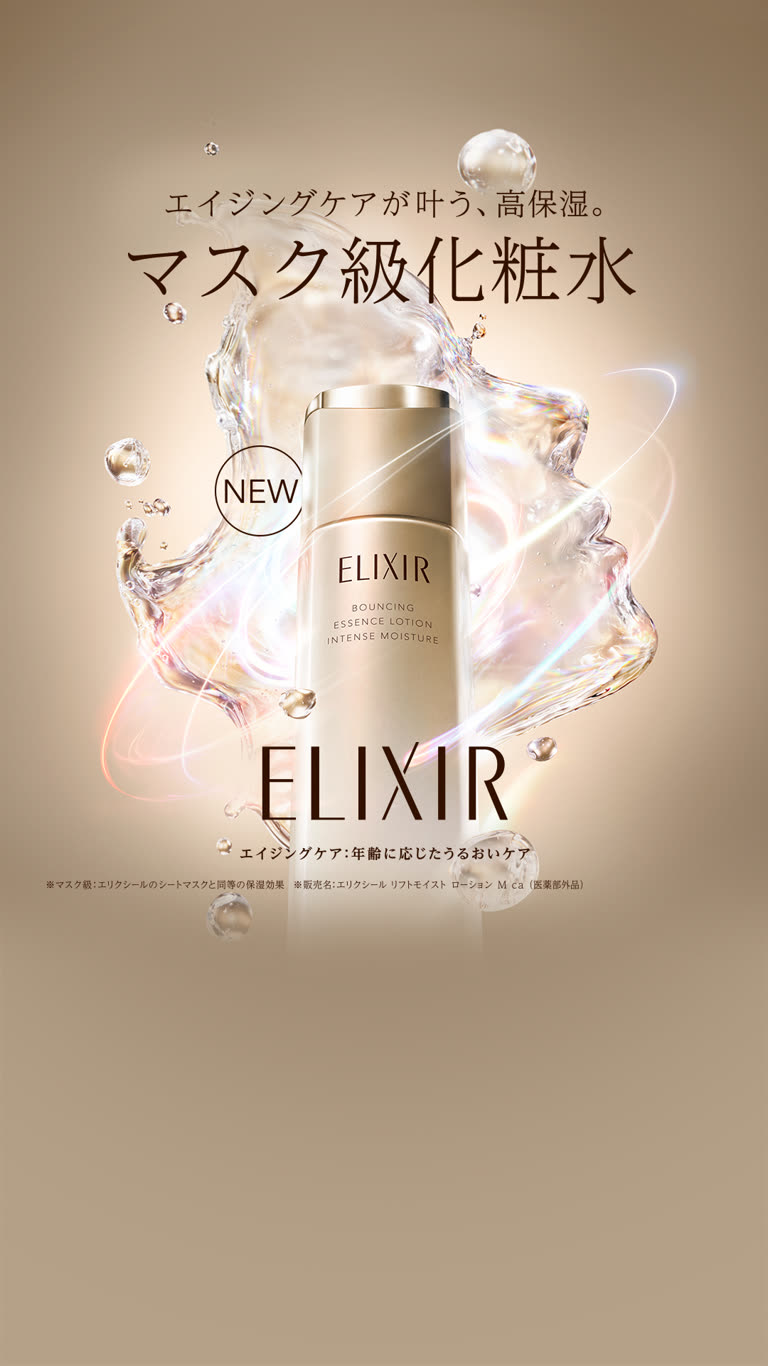 エイジングケアが叶う、高保湿。
マスク級化粧水
NEW
ELIXIR
BOUNCING
ESSENCE LOTION
INTENSE MOISTURE
ELIXIR
エイジングケア：年齢に応じたうるおいケア
※マスク級：エリクシールのシートマスクと同等の保湿効果 ※販売名：エリクシール リフトモイスト ローション M ca（医薬部外品）